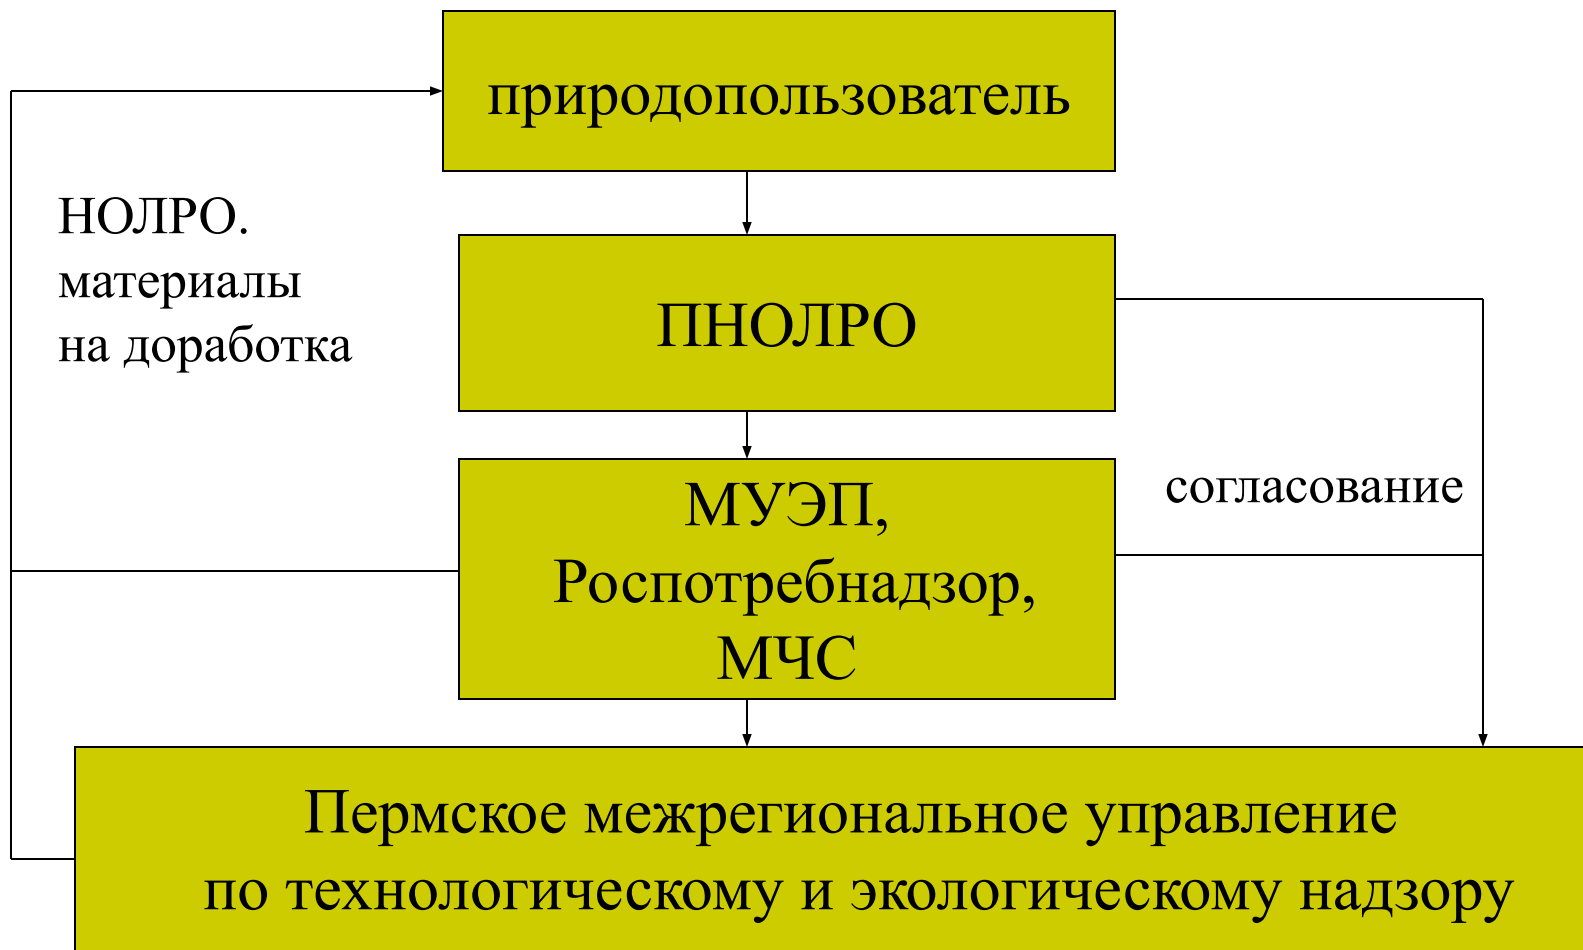 природопользователь
НОЛРО.
материалы
на доработка
ПНОЛРО
МУЭП,
Роспотребнадзор,
МЧС
согласование
Пермское межрегиональное управление
по технологическому и экологическому надзору